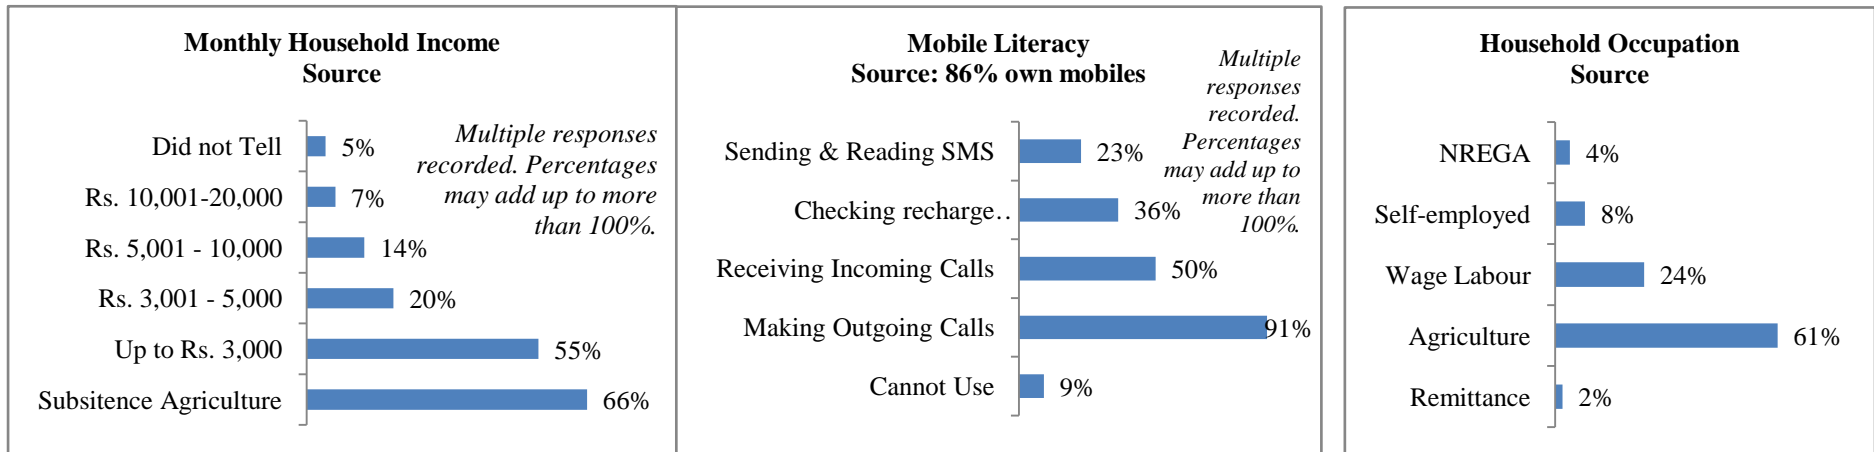 Monthly Household Income
Source
Multiple responses
recorded. Percentages
may add up to more
than 100%.
Did not Tell 5%
Rs. 10,001-20,000 7%
Rs. 5,001 - 10,000 14%
Rs. 3,001 - 5,000 20%
Up to Rs. 3,000 55%
Subsitence Agriculture 66%
Mobile Literacy
Source: 86% own mobiles
Multiple
responses
recorded.
Percentages
may add up to
more than
100%.
Sending & Reading SMS 23%
Checking recharge.. 36%
Receiving Incoming Calls 50%
Making Outgoing Calls 91%
Cannot Use 9%
Household Occupation
Source
NREGA 4%
Self-employed 8%
Wage Labour 24%
Agriculture 61%
Remittance 2%